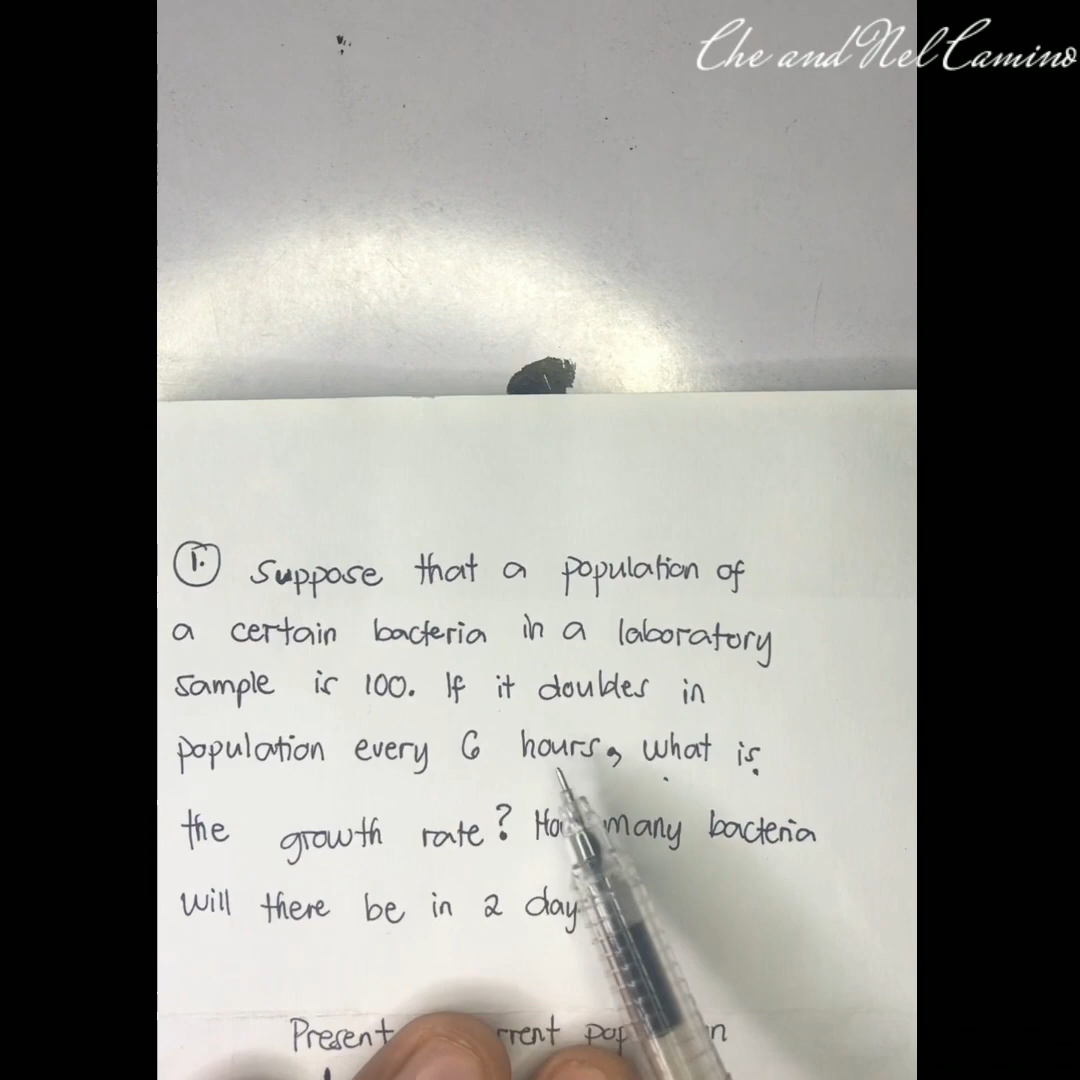 Che and Nel Camino
1. Suppose that a population of
a certain bacteria in a laboratory
sample is 100. If it doubles in
population every 6 hours, what is
the growth rate? many bacteria
will there be in 2
Present